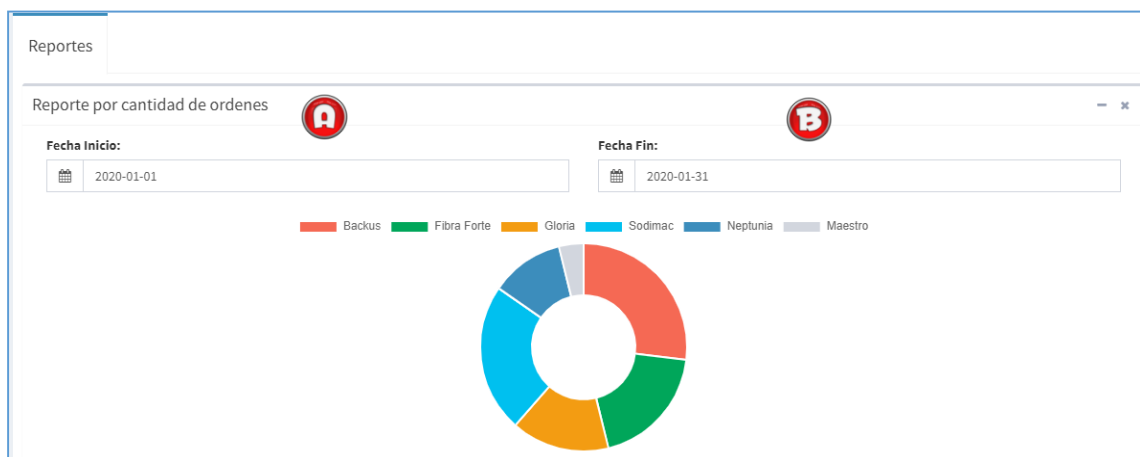 Reportes
Reporte por cantidad de ordenes
A
B
Fecha Inicio:
Fecha Fin:
2020-01-01
2020-01-31
Backus Fibra Forte Gloria Sodimac Neptunia Maestro